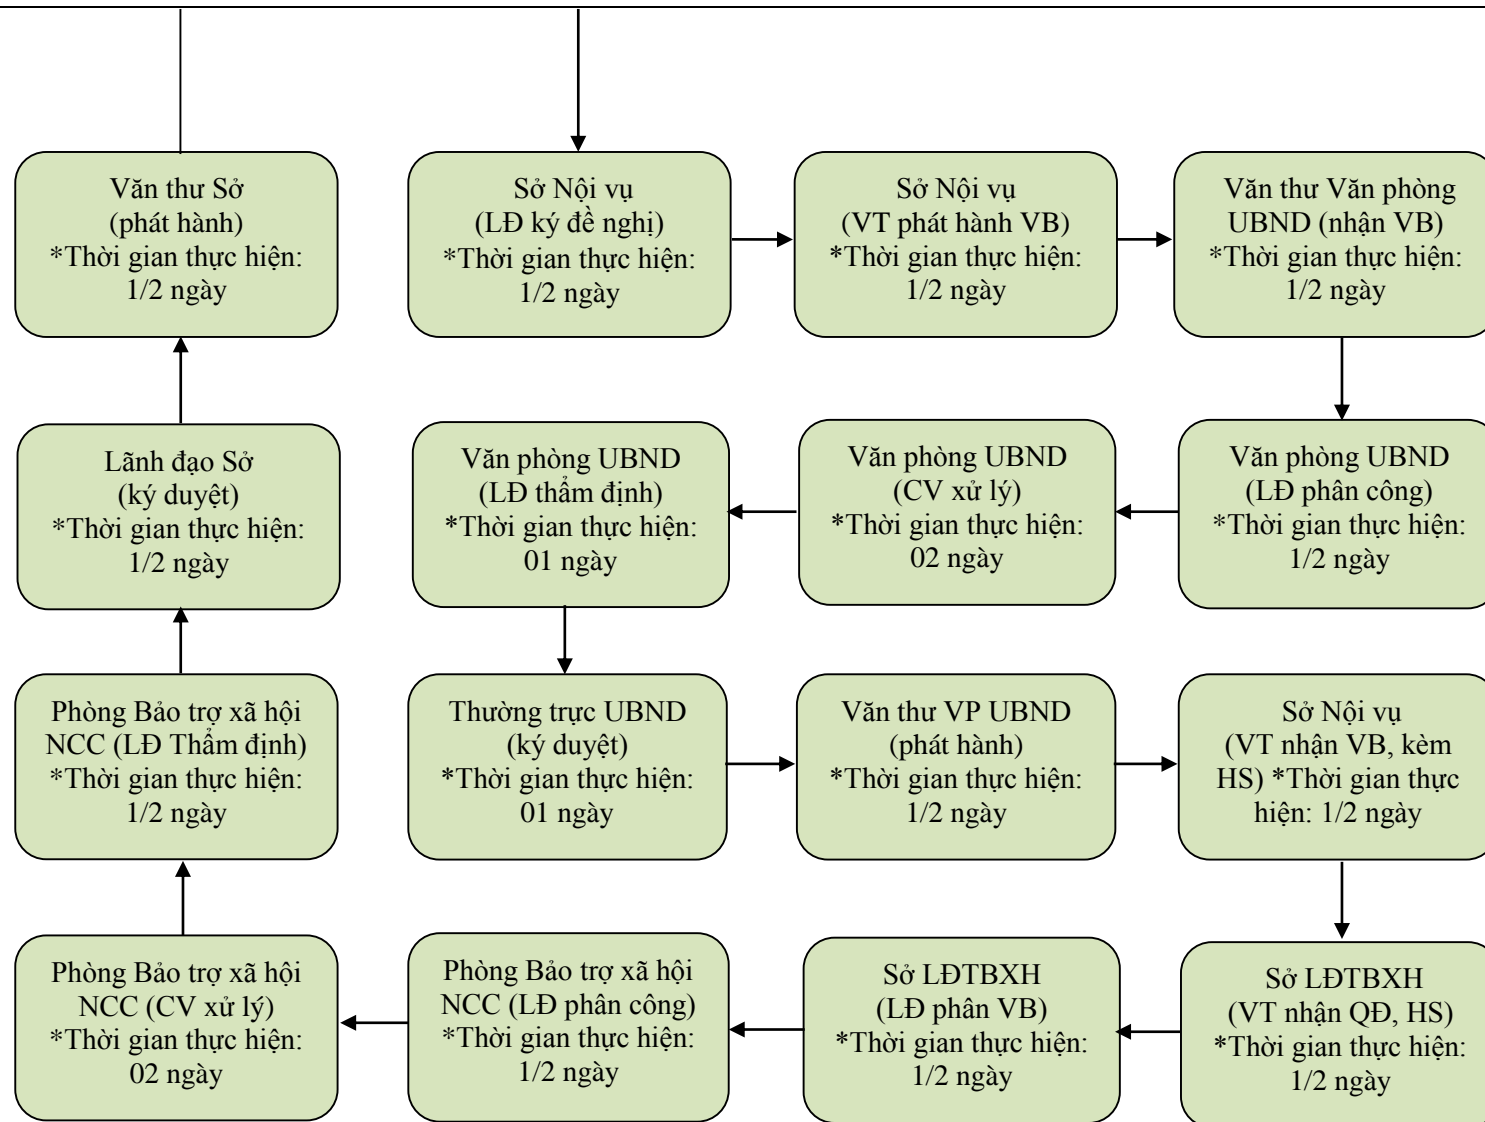 Văn thư Sở
(phát hành)
*Thời gian thực hiện:
1/2 ngày
Sở Nội vụ
(LĐ ký đề nghị)
*Thời gian thực hiện:
1/2 ngày
Sở Nội vụ
(VT phát hành VB)
*Thời gian thực hiện:
1/2 ngày
Văn thư Văn phòng
UBND (nhận VB)
*Thời gian thực hiện:
1/2 ngày
Lãnh đạo Sở
(ký duyệt)
*Thời gian thực hiện:
1/2 ngày
Văn phòng UBND
(LĐ thẩm định)
*Thời gian thực hiện:
01 ngày
Văn phòng UBND
(CV xử lý)
*Thời gian thực hiện:
02 ngày
Văn phòng UBND
(LĐ phân công)
*Thời gian thực hiện:
1/2 ngày
Phòng Bảo trợ xã hội
NCC (LĐ Thẩm định)
*Thời gian thực hiện:
1/2 ngày
Thường trực UBND
(ký duyệt)
*Thời gian thực hiện:
01 ngày
Văn thư VP UBND
(phát hành)
*Thời gian thực hiện:
1/2 ngày
Sở Nội vụ
(VT nhận VB, kèm
HS) *Thời gian thực
hiện: 1/2 ngày
Phòng Bảo trợ xã hội
NCC (CV xử lý)
*Thời gian thực hiện:
02 ngày
Phòng Bảo trợ xã hội
NCC (LĐ phân công)
*Thời gian thực hiện:
1/2 ngày
Sở LĐTBXH
(LĐ phân VB)
*Thời gian thực hiện:
1/2 ngày
Sở LĐTBXH
(VT nhận QĐ, HS)
*Thời gian thực hiện:
1/2 ngày